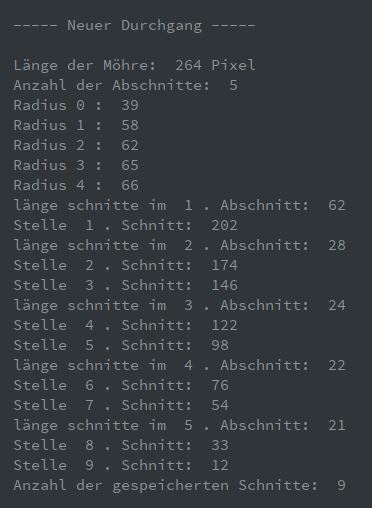 ----- Neuer Durchgang -----
Länge der Möhre:  264 Pixel
Anzahl der Abschnitte:  5
Radius 0 :  39
Radius 1 :  58
Radius 2 :  62
Radius 3 :  65
Radius 4 :  66
länge schnitte im  1 . Abschnitt:  62
Stelle  1 . Schnitt:  202
länge schnitte im  2 . Abschnitt:  28
Stelle  2 . Schnitt:  174
Stelle  3 . Schnitt:  146
länge schnitte im  3 . Abschnitt:  24
Stelle  4 . Schnitt:  122
Stelle  5 . Schnitt:  98
länge schnitte im  4 . Abschnitt:  22
Stelle  6 . Schnitt:  76
Stelle  7 . Schnitt:  54
länge schnitte im  5 . Abschnitt:  21
Stelle  8 . Schnitt:  33
Stelle  9 . Schnitt:  12
Anzahl der gespeicherten Schnitte:  9